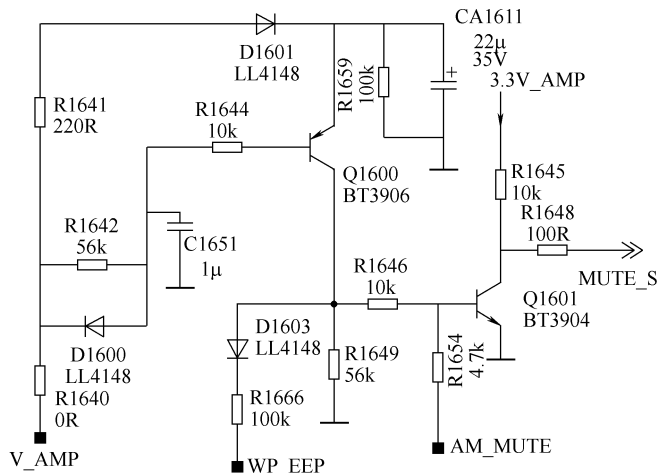 CA1611
22μ
35V
3.3V_AMP
D1601
LL4148
R1659
100k
R1641
220R
R1644
10k
R1645
10k
Q1600
BT3906
R1648
100R
R1642
56k
C1651
1μ
MUTE_S
R1646
10k
Q1601
BT3904
D1603
LL4148
D1600
LL4148
R1649
56k
R1654
4.7k
R1640
0R
R1666
100k
V_AMP
WP_EEP
AM_MUTE